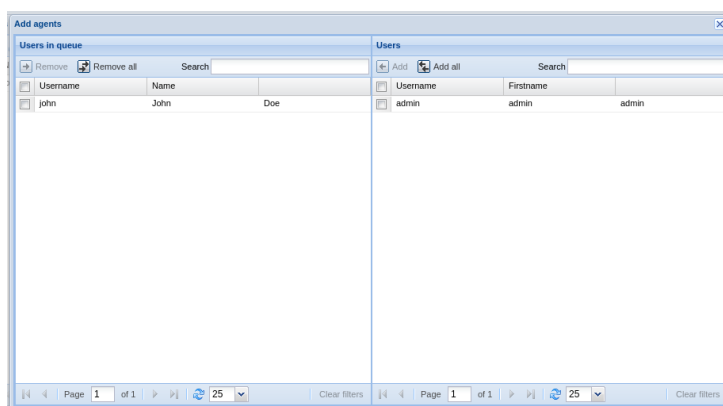 Add agents
Users in queue
Remove Remove all Search
Username Name
john John Doe
Page 1 of 1 25 Clear filters
Users
Add Add all Search
Username Firstname
admin admin admin
Page 1 of 1 25 Clear filters